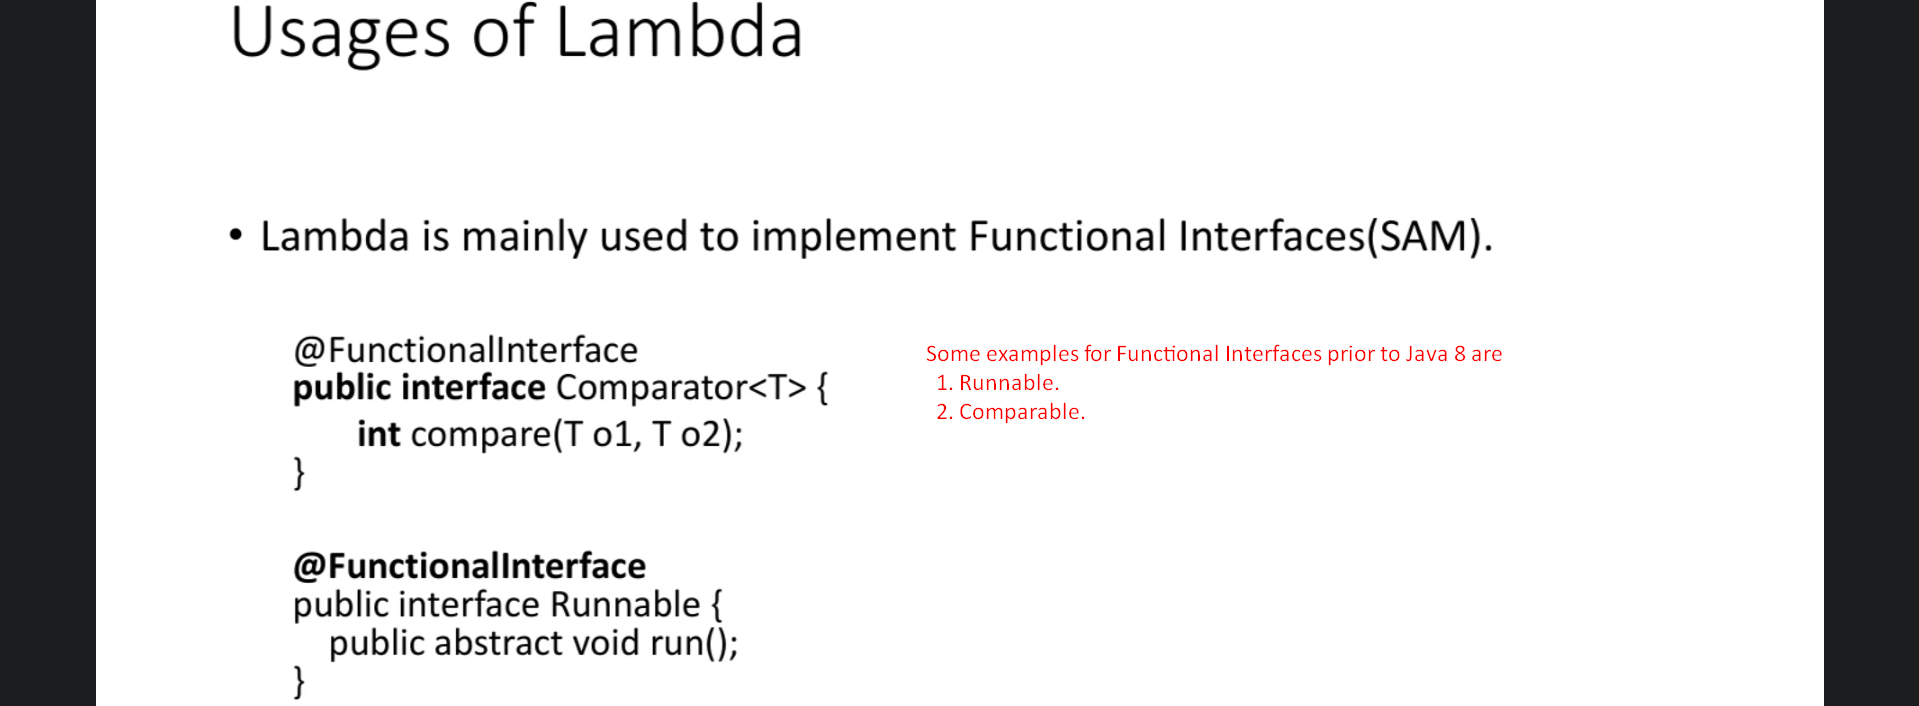 Usages of Lambda
• Lambda is mainly used to implement Functional Interfaces(SAM).
@FunctionalInterface
public interface Comparator<T> {
int compare(T o1, T o2);
}
@FunctionalInterface
public interface Runnable {
public abstract void run();
}
Some examples for Functional Interfaces prior to Java 8 are
1. Runnable.
2. Comparable.